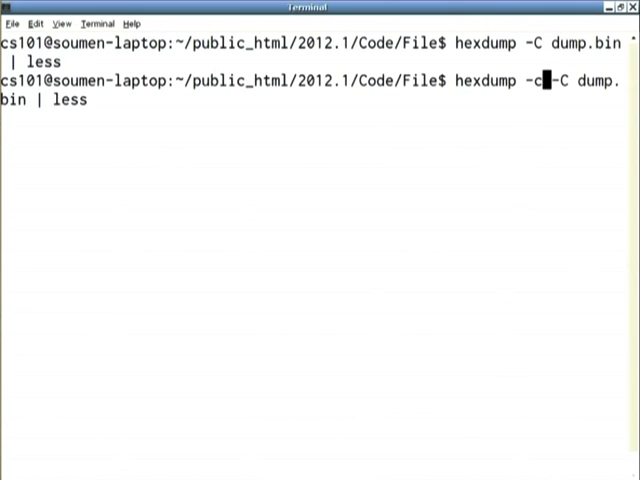 Terminal
File Edit View Terminal Help
cs101@soumen-laptop:~/public_html/2012.1/Code/File$ hexdump -C dump.bin
| less
cs101@soumen-laptop:~/public_html/2012.1/Code/File$ hexdump -c -C dump.
bin | less